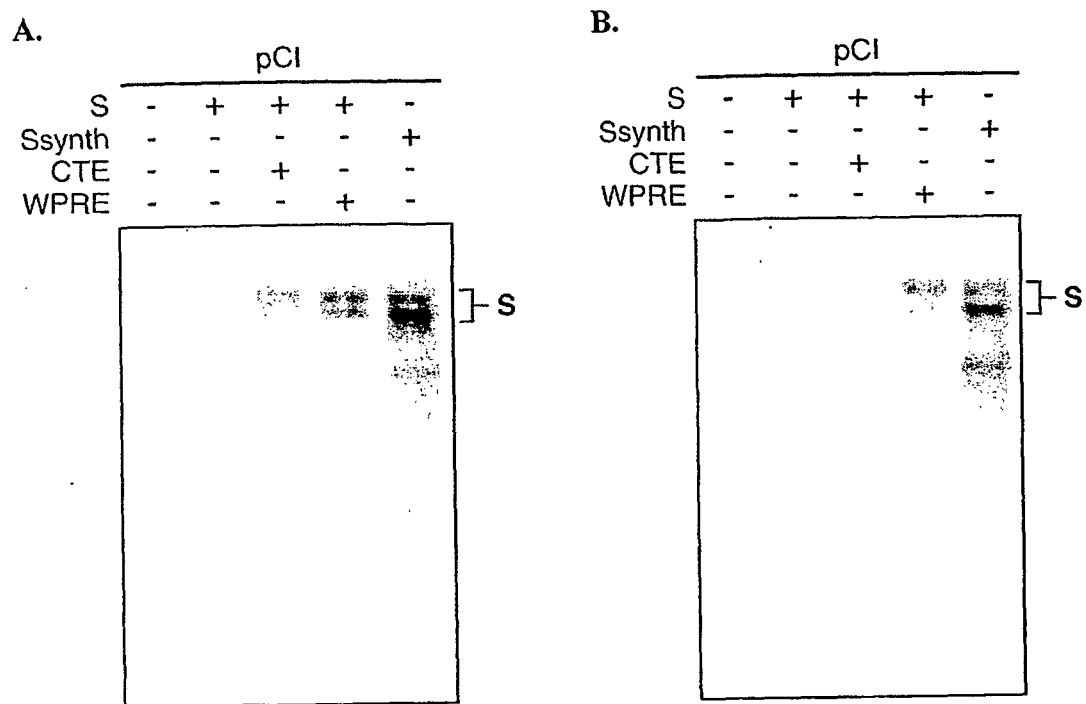 A.
pCI
S - + + + -
Ssynth - - - - +
CTE - - + - -
WPRE - - - + -
S
B.
pCI
S - + + + -
Ssynth - - - - +
CTE - - + - -
WPRE - - - + -
S